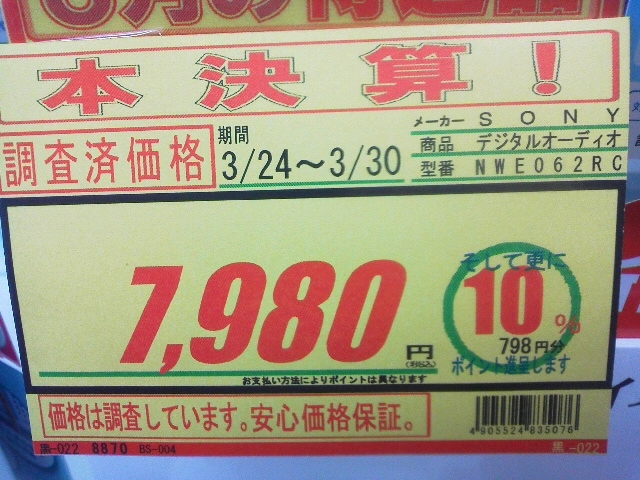 本決算!
調査済価格
期間
3/24～3/30
メーカー SONY
商品 デジタルオーディオ
型番 NWE062RC
7,980円
(税込)
そして更に
10%
798円分
ポイント進呈します
お支払い方法によりポイントは異なります
価格は調査しています。安心価格保証。
4905524835076
黒-022 8870 BS-004
黒-022